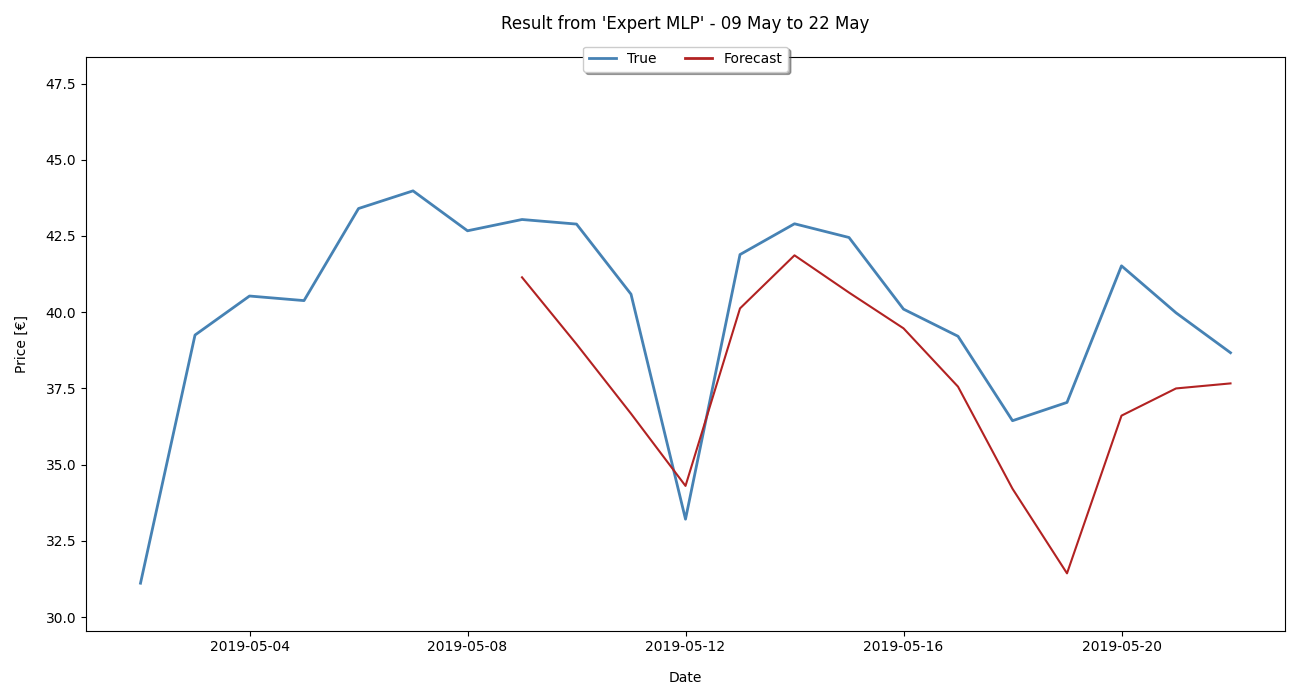 Result from 'Expert MLP' - 09 May to 22 May
True Forecast
47.5
45.0
42.5
40.0
37.5
35.0
32.5
30.0
Price [€]
2019-05-04 2019-05-08 2019-05-12 2019-05-16 2019-05-20
Date